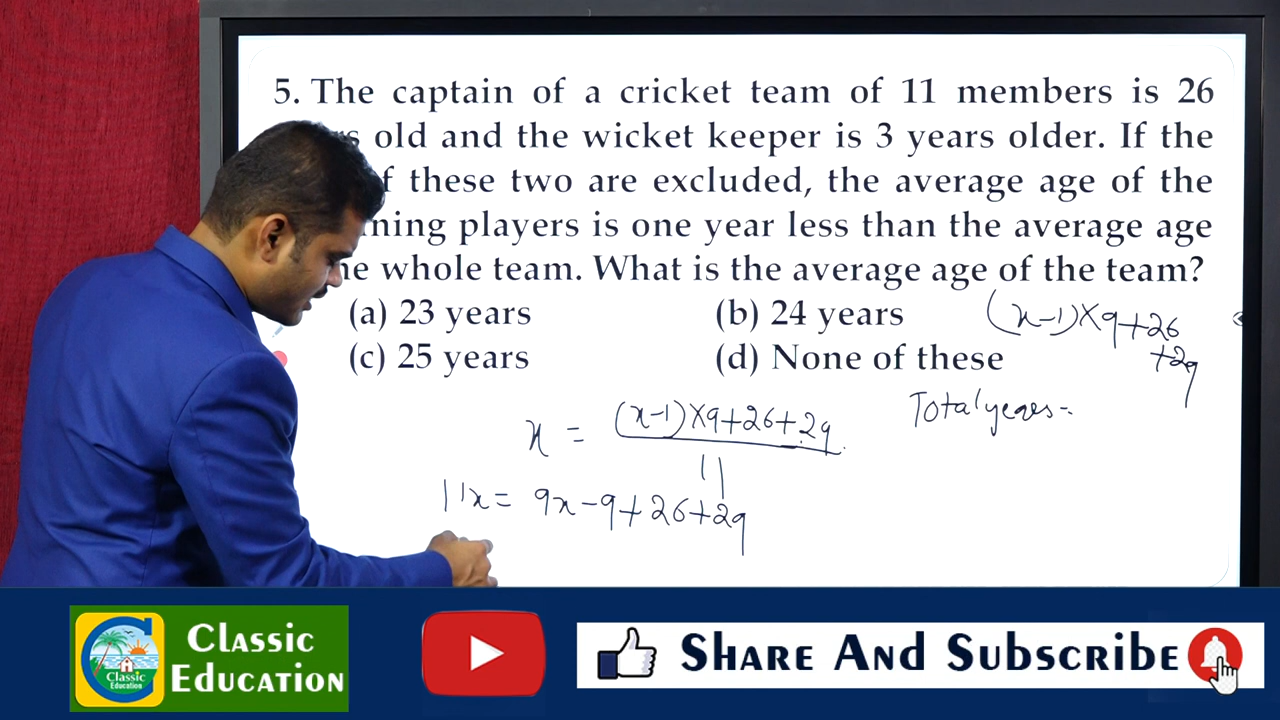 5. The captain of a cricket team of 11 members is 26
old and the wicket keeper is 3 years older. If the
these two are excluded, the average age of the
players is one year less than the average age
whole team. What is the average age of the team?
(a) 23 years (b) 24 years
(c) 25 years (d) None of these
(x-1)×9+26
+29
Total years=
x = (x-1)×9+26+29
11
11x = 9x-9+26+29
Classic
Education
Classic
Education
Share And Subscribe